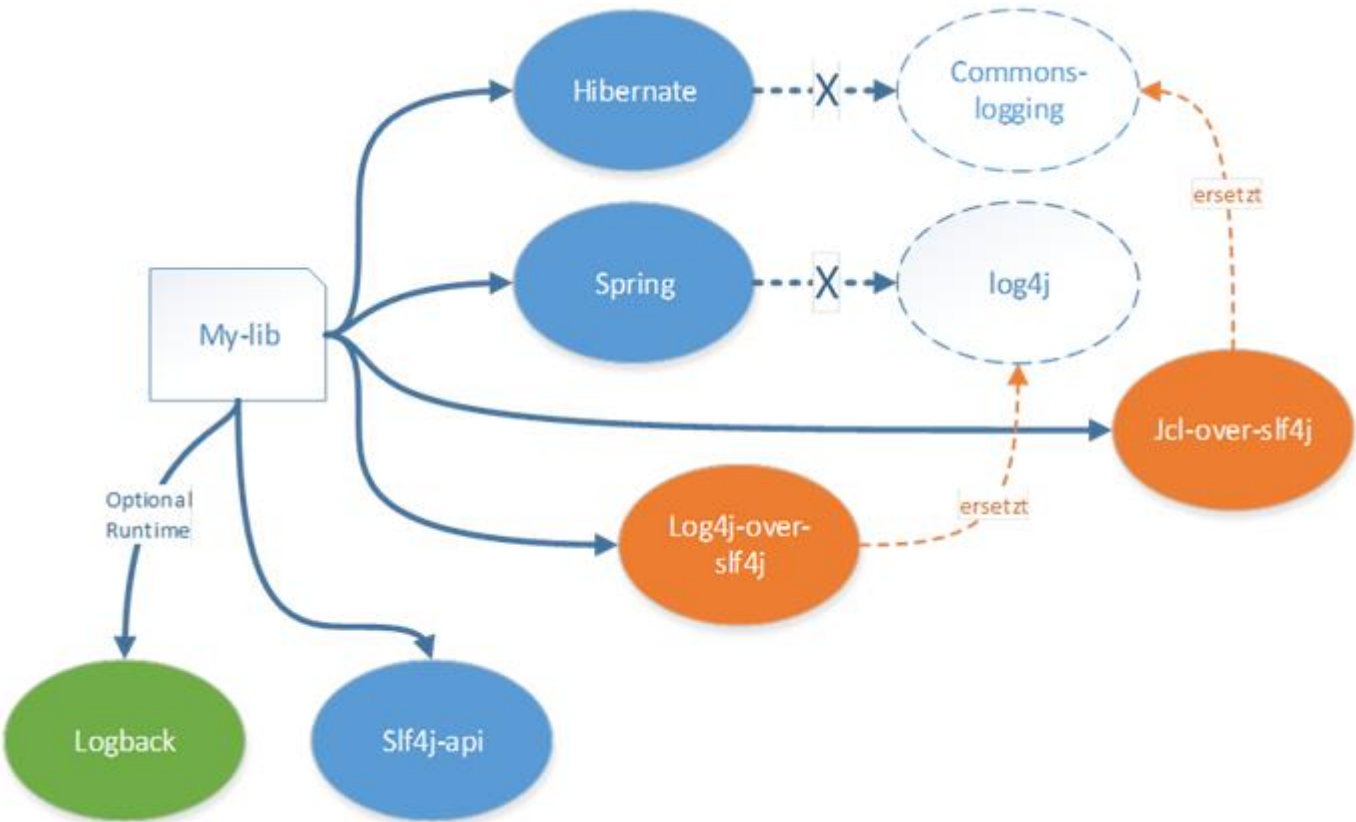 Hibernate
X
Commons-
logging
ersetzt
Spring
X
log4j
My-lib
Jcl-over-slf4j
Optional
Runtime
Log4j-over-
slf4j
ersetzt
Logback
Slf4j-api